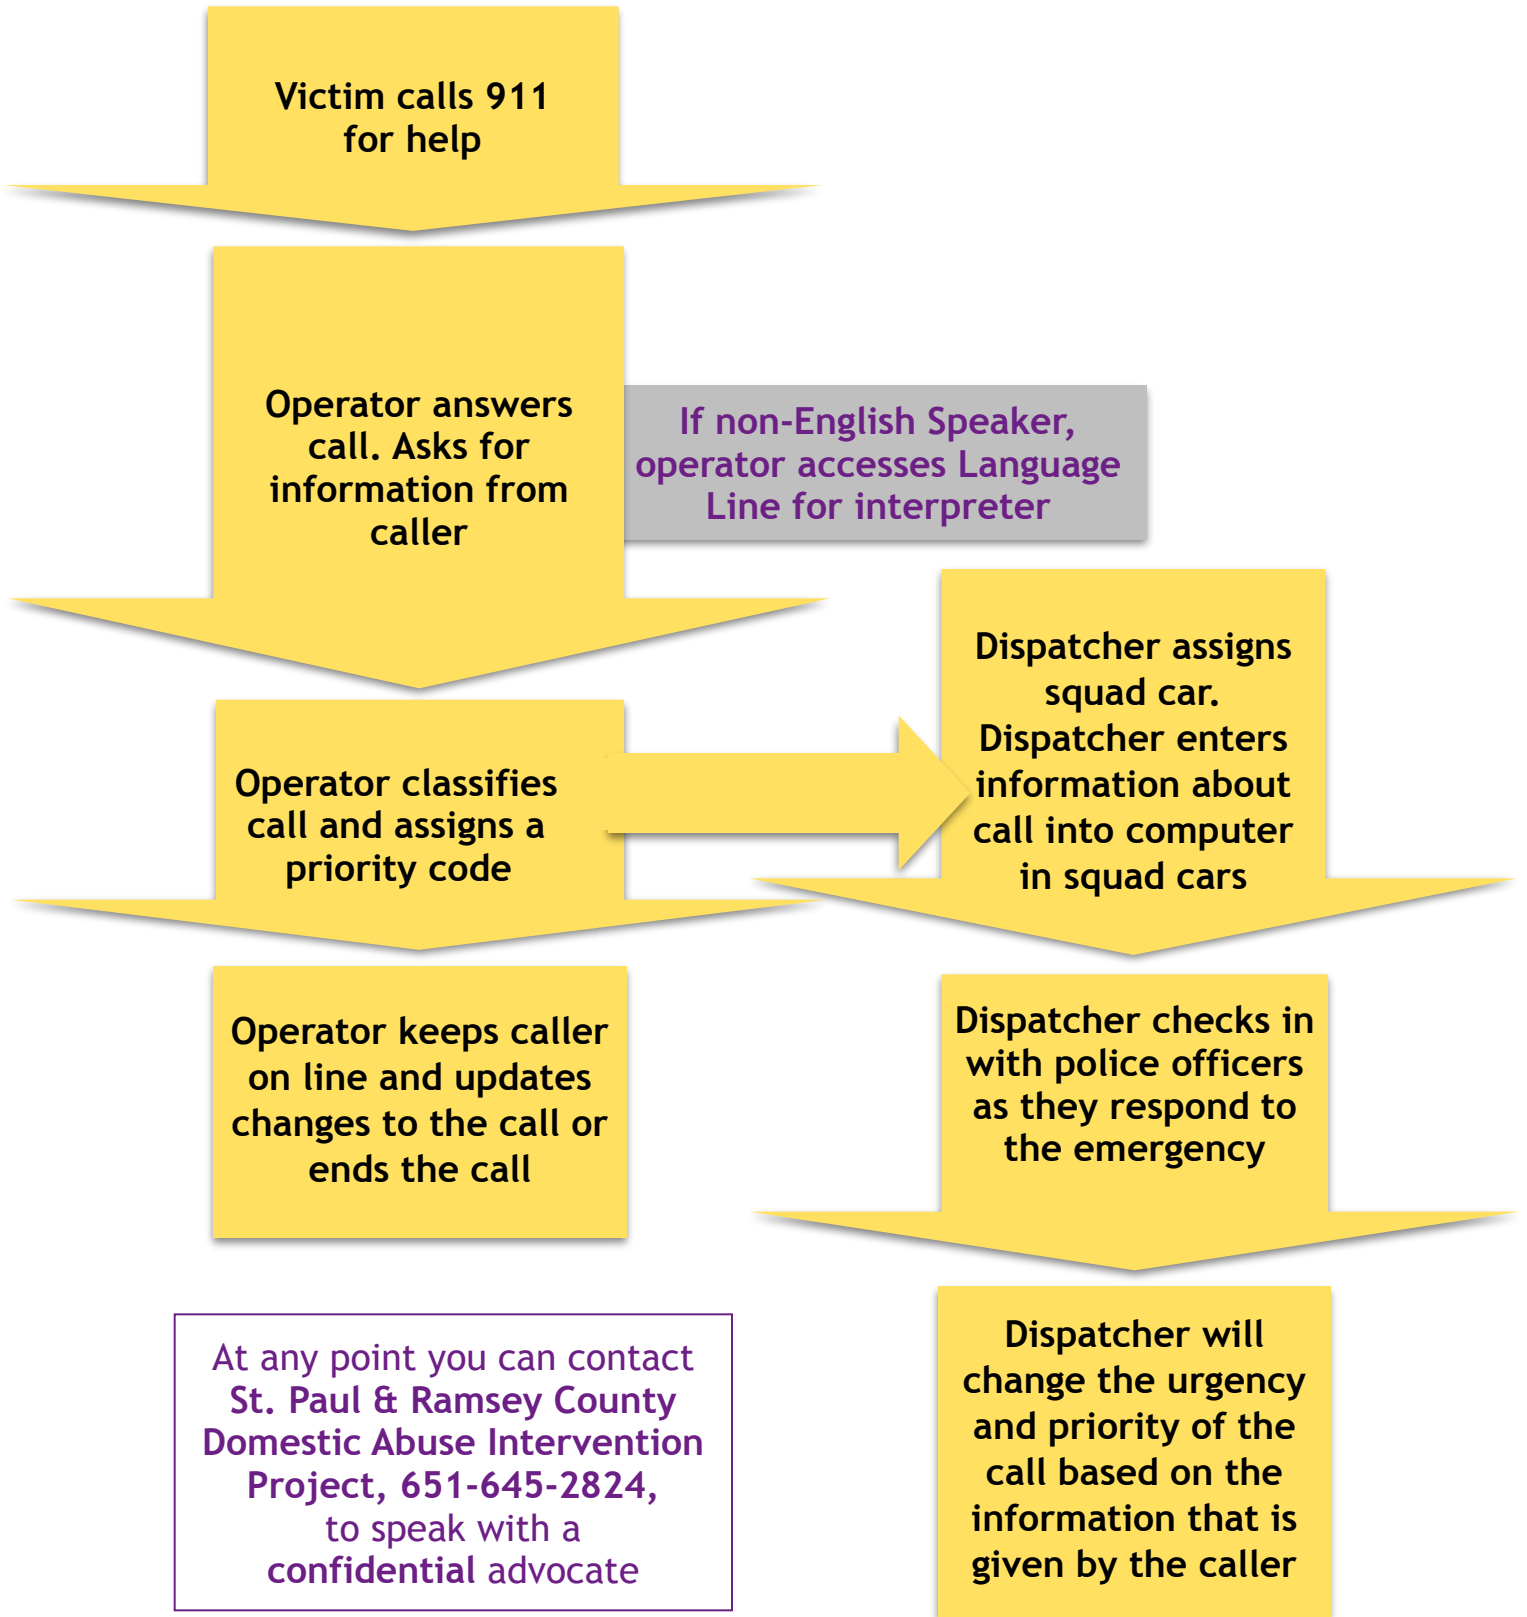 Victim calls 911
for help
Operator answers
call. Asks for
information from
caller
If non-English Speaker,
operator accesses Language
Line for interpreter
Operator classifies
call and assigns a
priority code
Operator keeps caller
on line and updates
changes to the call or
ends the call
Dispatcher assigns
squad car.
Dispatcher enters
information about
call into computer
in squad cars
Dispatcher checks in
with police officers
as they respond to
the emergency
Dispatcher will
change the urgency
and priority of the
call based on the
information that is
given by the caller
At any point you can contact
St. Paul & Ramsey County
Domestic Abuse Intervention
Project, 651-645-2824,
to speak with a
confidential advocate